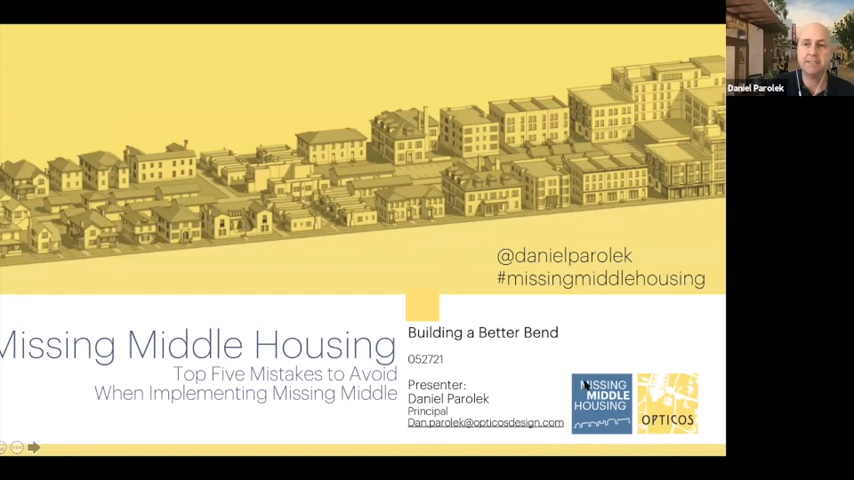 Daniel Parolek
@danielparolek
#missingmiddlehousing
Missing Middle Housing
Top Five Mistakes to Avoid
When Implementing Missing Middle
Building a Better Bend
052721
Presenter:
Daniel Parolek
Principal
Dan.parolek@opticosdesign.com
MISSING
MIDDLE
HOUSING
OPTICOS